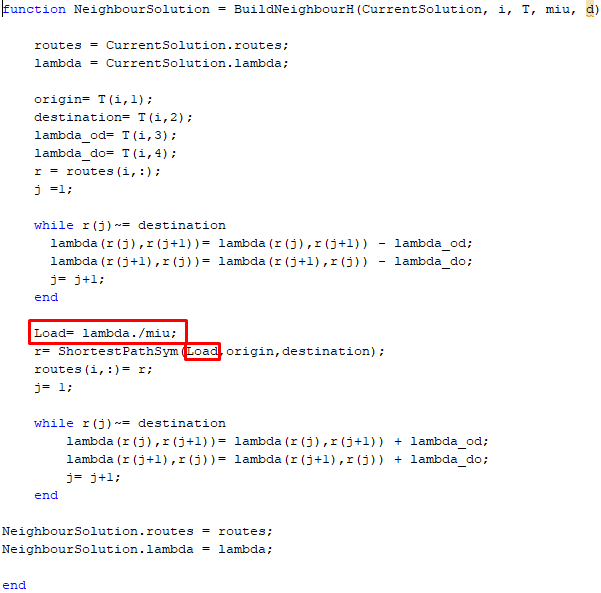 function NeighbourSolution = BuildNeighbourH(CurrentSolution, i, T, miu, d)
routes = CurrentSolution.routes;
lambda = CurrentSolution.lambda;
origin= T(i,1);
destination= T(i,2);
lambda_od= T(i,3);
lambda_do= T(i,4);
r = routes(i,:);
j =1;
while r(j)~= destination
lambda(r(j),r(j+1))= lambda(r(j),r(j+1)) - lambda_od;
lambda(r(j+1),r(j))= lambda(r(j+1),r(j)) - lambda_do;
j= j+1;
end
Load= lambda./miu;
r= ShortestPathSym(Load,origin,destination);
routes(i,:)= r;
j= 1;
while r(j)~= destination
lambda(r(j),r(j+1))= lambda(r(j),r(j+1)) + lambda_od;
lambda(r(j+1),r(j))= lambda(r(j+1),r(j)) + lambda_do;
j= j+1;
end
NeighbourSolution.routes = routes;
NeighbourSolution.lambda = lambda;
end